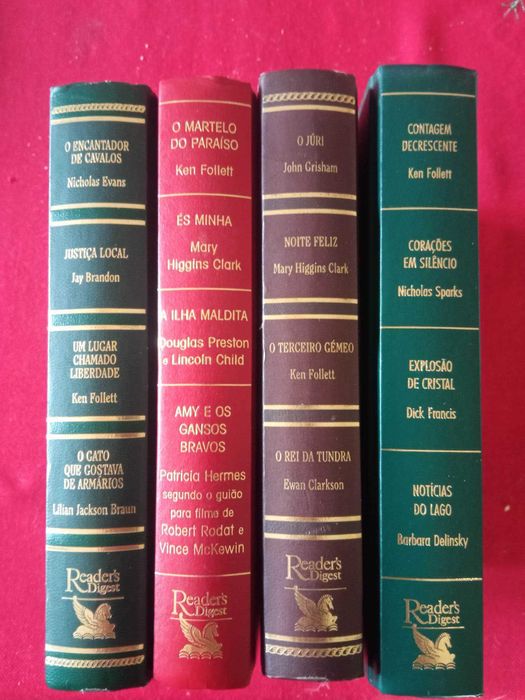 O ENCANTADOR
DE CAVALOS
Nicholas Evans
JUSTIÇA LOCAL
Jay Brandon
UM LUGAR
CHAMADO
LIBERDADE
Ken Follett
O GATO
QUE GOSTAVA
DE ARMÁRIOS
Lilian Jackson Braun
Reader's
Digest
O MARTELO
DO PARAÍSO
Ken Follett
ÉS MINHA
Mary
Higgins Clark
A ILHA MALDITA
Douglas Preston
e Lincoln Child
AMY E OS
GANSOS
BRAVOS
Patricia Hermes
segundo o guião
para filme de
Robert Rodat e
Vince McKewin
Reader's
Digest
O JÚRI
John Grisham
NOITE FELIZ
Mary Higgins Clark
O TERCEIRO GÉMEO
Ken Follett
O REI DA TUNDRA
Ewan Clarkson
Reader's
Digest
CONTAGEM
DECRESCENTE
Ken Follett
CORAÇÕES
EM SILÊNCIO
Nicholas Sparks
EXPLOSÃO
DE CRISTAL
Dick Francis
NOTÍCIAS
DO LAGO
Barbara Delinsky
Reader's
Digest